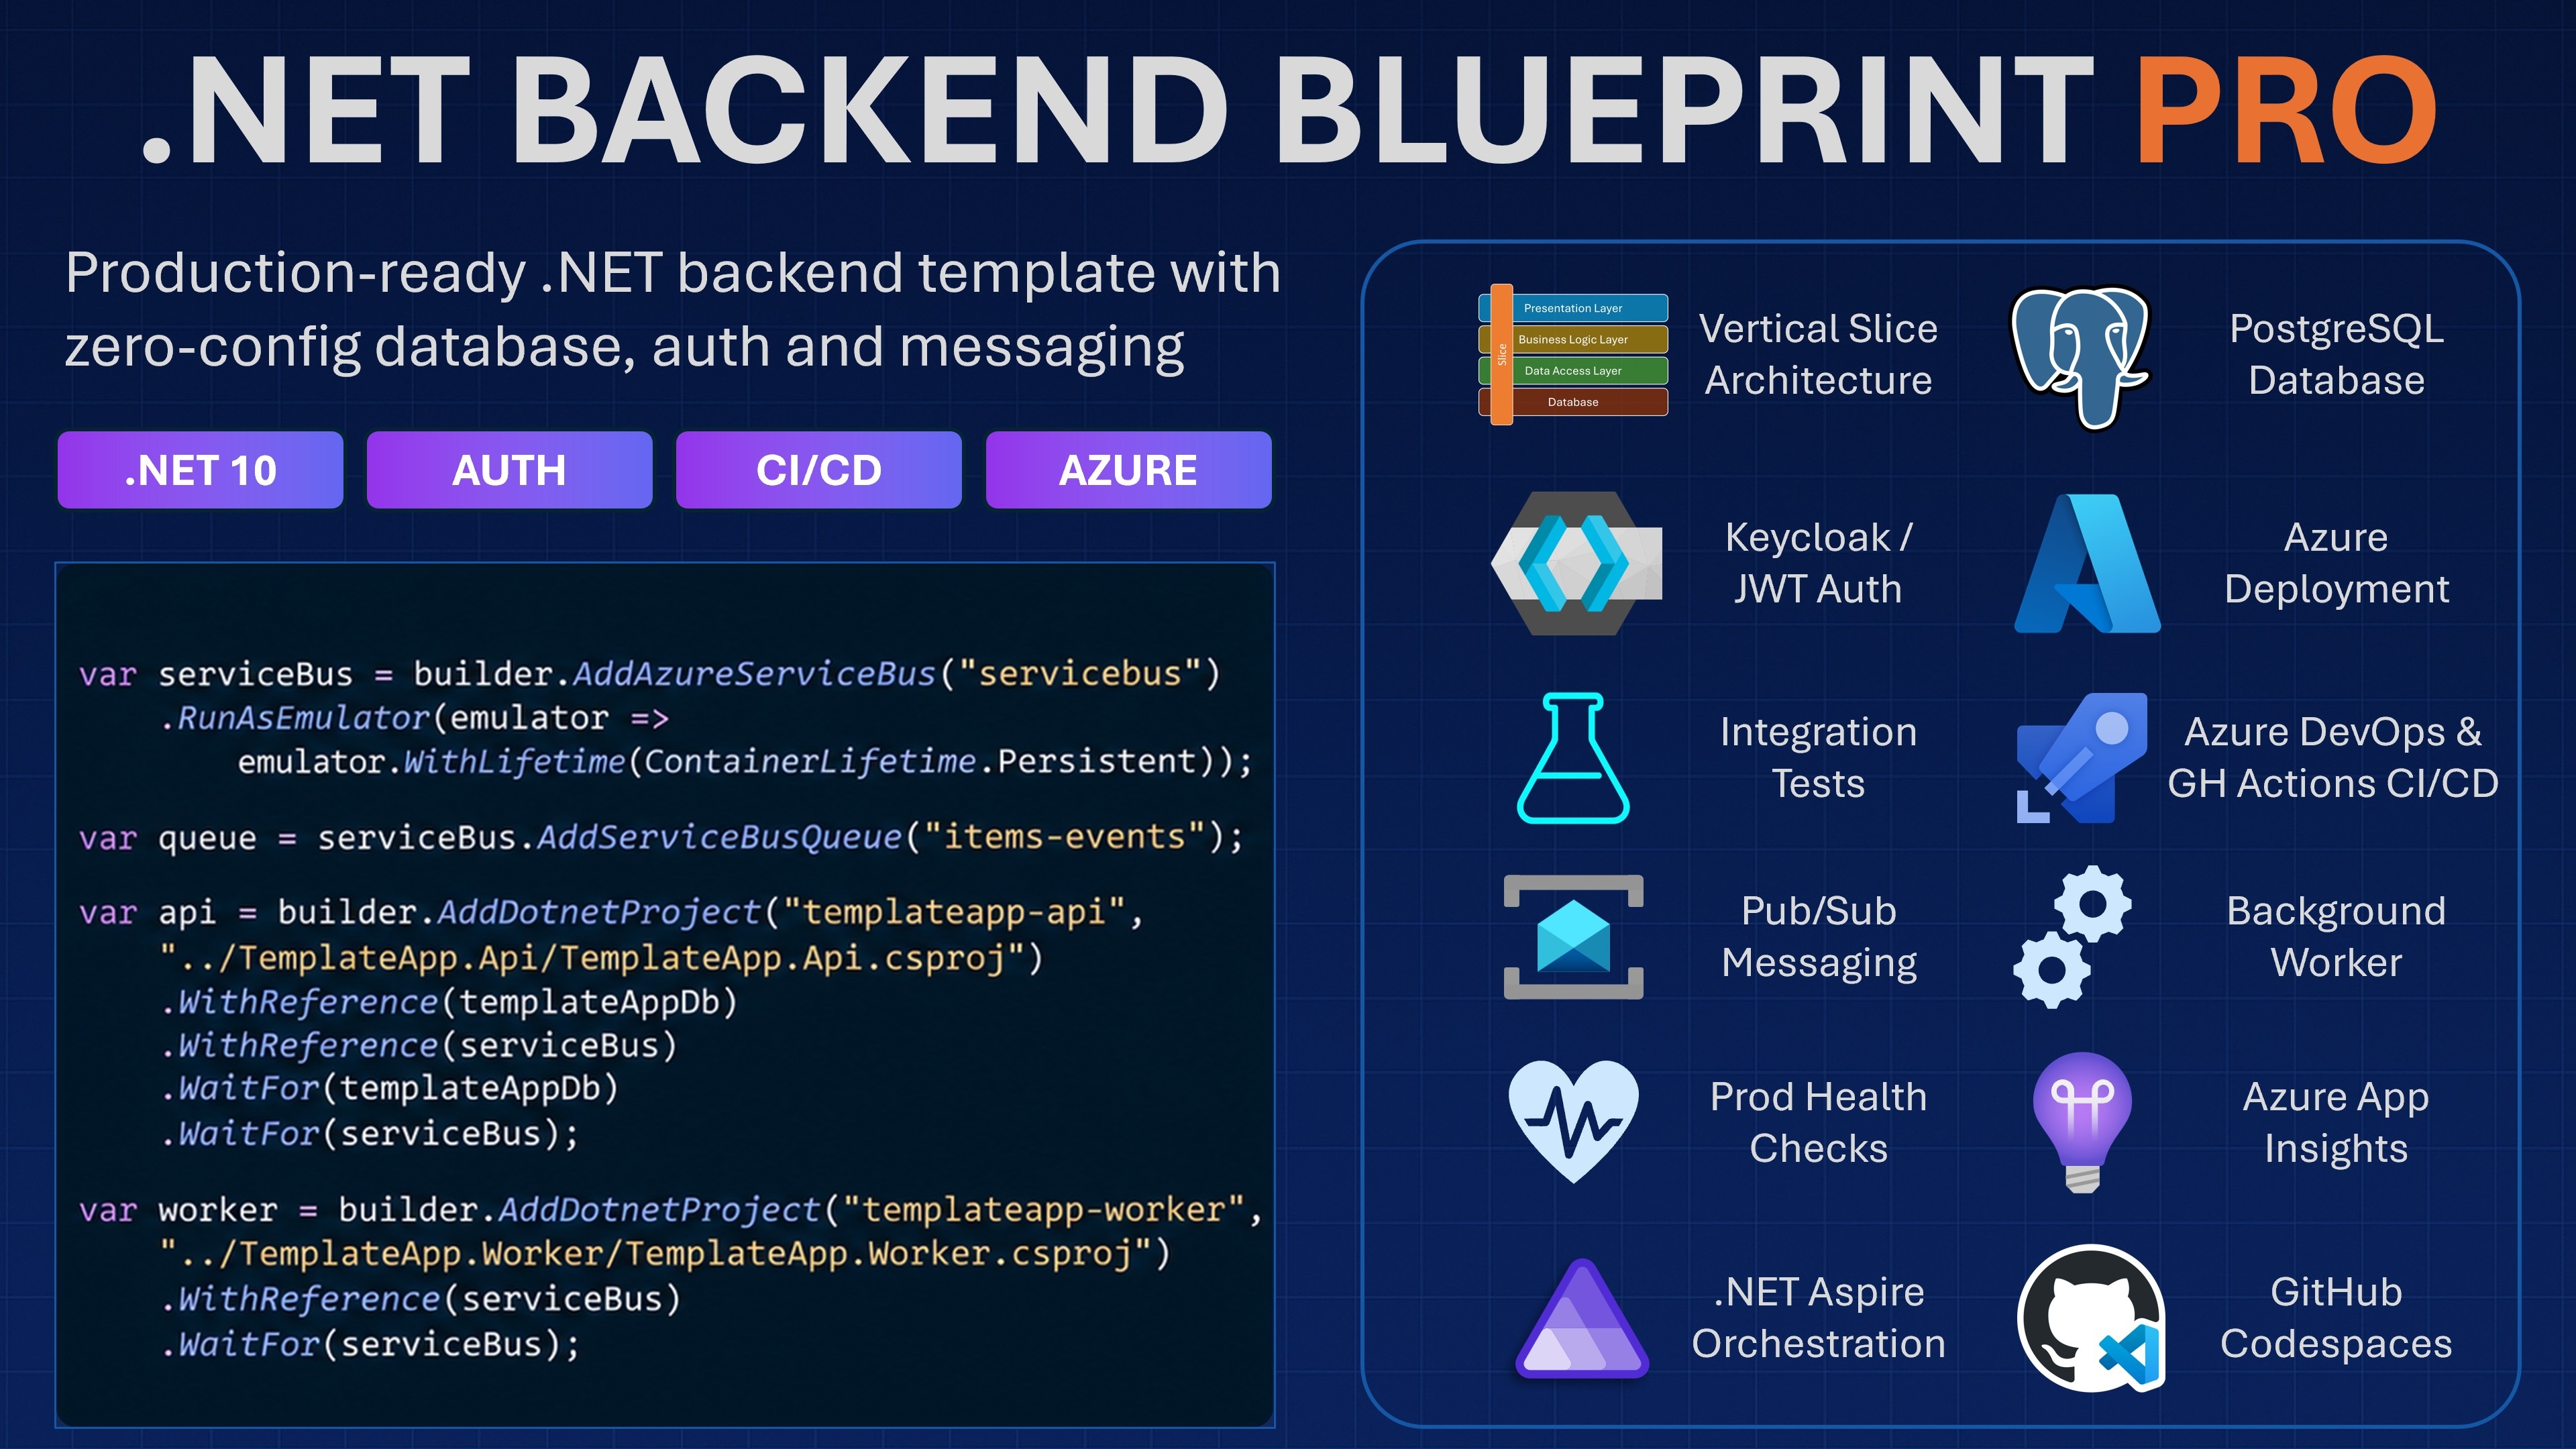 .NET BACKEND BLUEPRINT PRO
Production-ready .NET backend template with
zero-config database, auth and messaging
.NET 10
AUTH
CI/CD
AZURE
var serviceBus = builder.AddAzureServiceBus("servicebus")
    .RunAsEmulator(emulator =>
        emulator.WithLifetime(ContainerLifetime.Persistent));
var queue = serviceBus.AddServiceBusQueue("items-events");
var api = builder.AddDotnetProject("templateapp-api",
    "../TemplateApp.Api/TemplateApp.Api.csproj")
    .WithReference(templateAppDb)
    .WithReference(serviceBus)
    .WaitFor(templateAppDb)
    .WaitFor(serviceBus);
var worker = builder.AddDotnetProject("templateapp-worker",
    "../TemplateApp.Worker/TemplateApp.Worker.csproj")
    .WithReference(serviceBus)
    .WaitFor(serviceBus);
Slice
Presentation Layer
Business Logic Layer
Data Access Layer
Database
Vertical Slice
Architecture
PostgreSQL
Database
Keycloak /
JWT Auth
Azure
Deployment
Integration
Tests
Azure DevOps &
GH Actions CI/CD
Pub/Sub
Messaging
Background
Worker
Prod Health
Checks
Azure App
Insights
.NET Aspire
Orchestration
GitHub
Codespaces